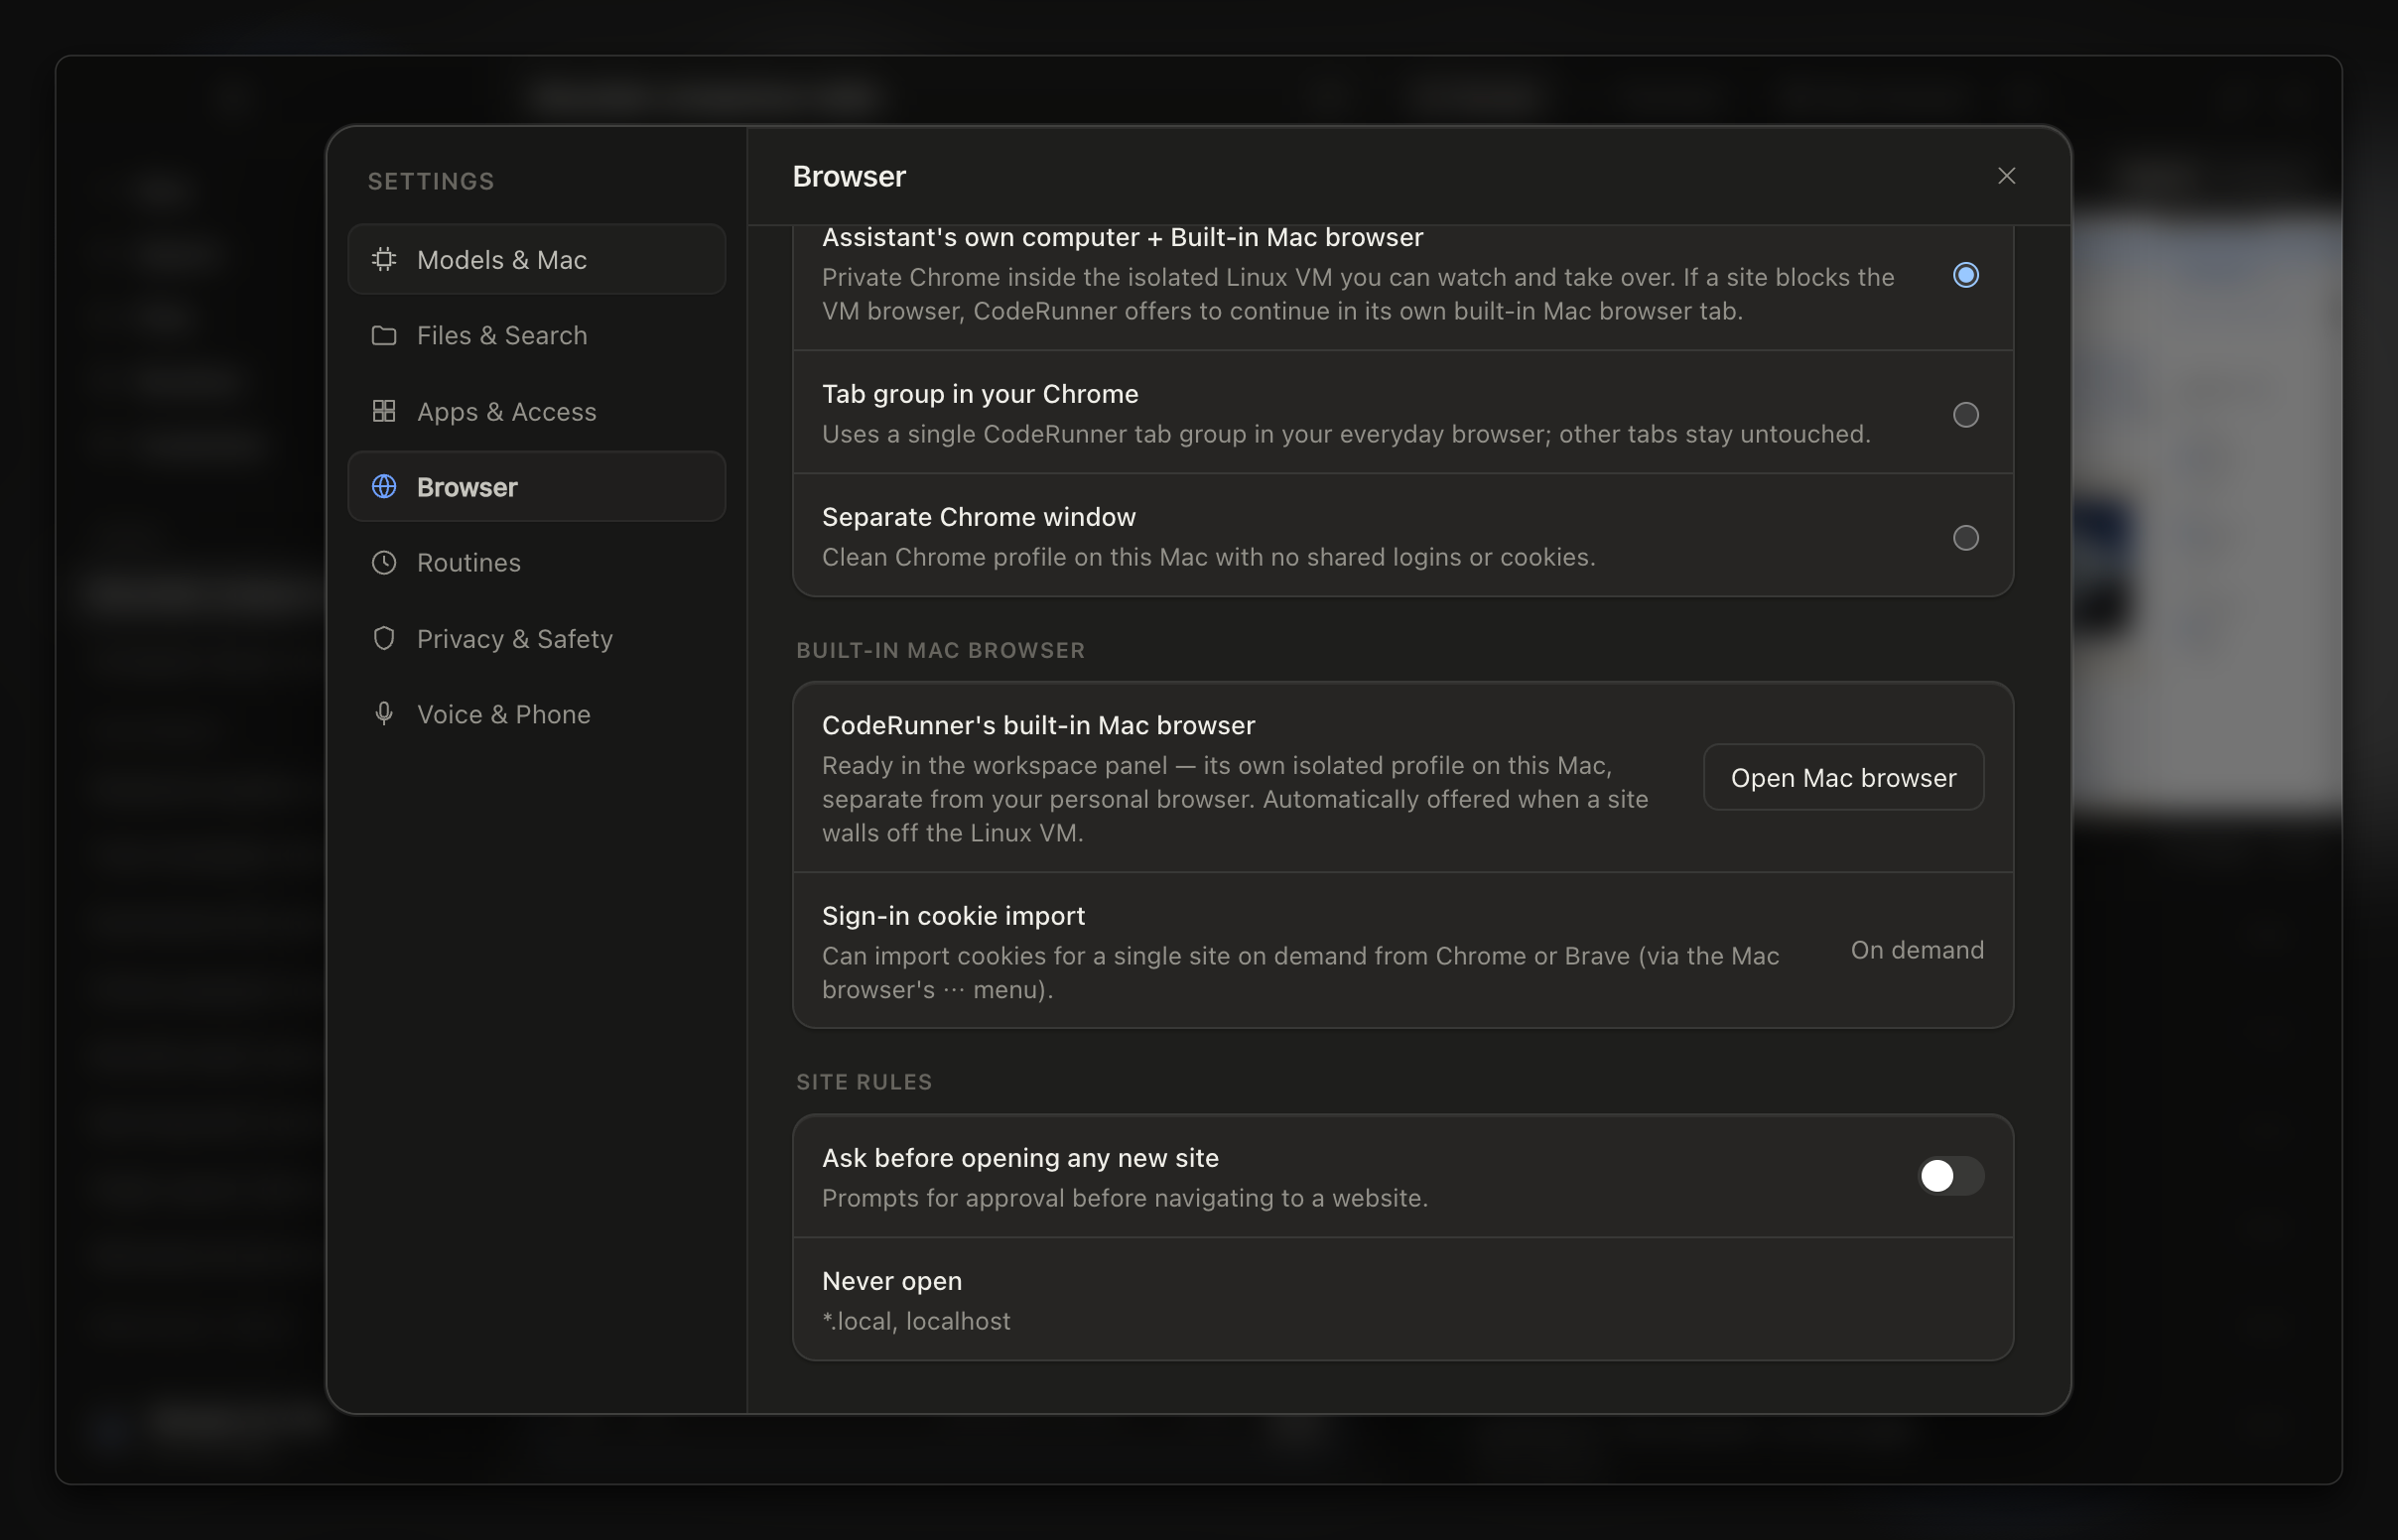 SETTINGS
Models & Mac
Files & Search
Apps & Access
Browser
Routines
Privacy & Safety
Voice & Phone
Browser
Assistant's own computer + Built-in Mac browser
Private Chrome inside the isolated Linux VM you can watch and take over. If a site blocks the
VM browser, CodeRunner offers to continue in its own built-in Mac browser tab.
Tab group in your Chrome
Uses a single CodeRunner tab group in your everyday browser; other tabs stay untouched.
Separate Chrome window
Clean Chrome profile on this Mac with no shared logins or cookies.
BUILT-IN MAC BROWSER
CodeRunner's built-in Mac browser
Ready in the workspace panel — its own isolated profile on this Mac,
separate from your personal browser. Automatically offered when a site
walls off the Linux VM.
Open Mac browser
Sign-in cookie import
Can import cookies for a single site on demand from Chrome or Brave (via the Mac
browser's ··· menu).
On demand
SITE RULES
Ask before opening any new site
Prompts for approval before navigating to a website.
Never open
*.local, localhost